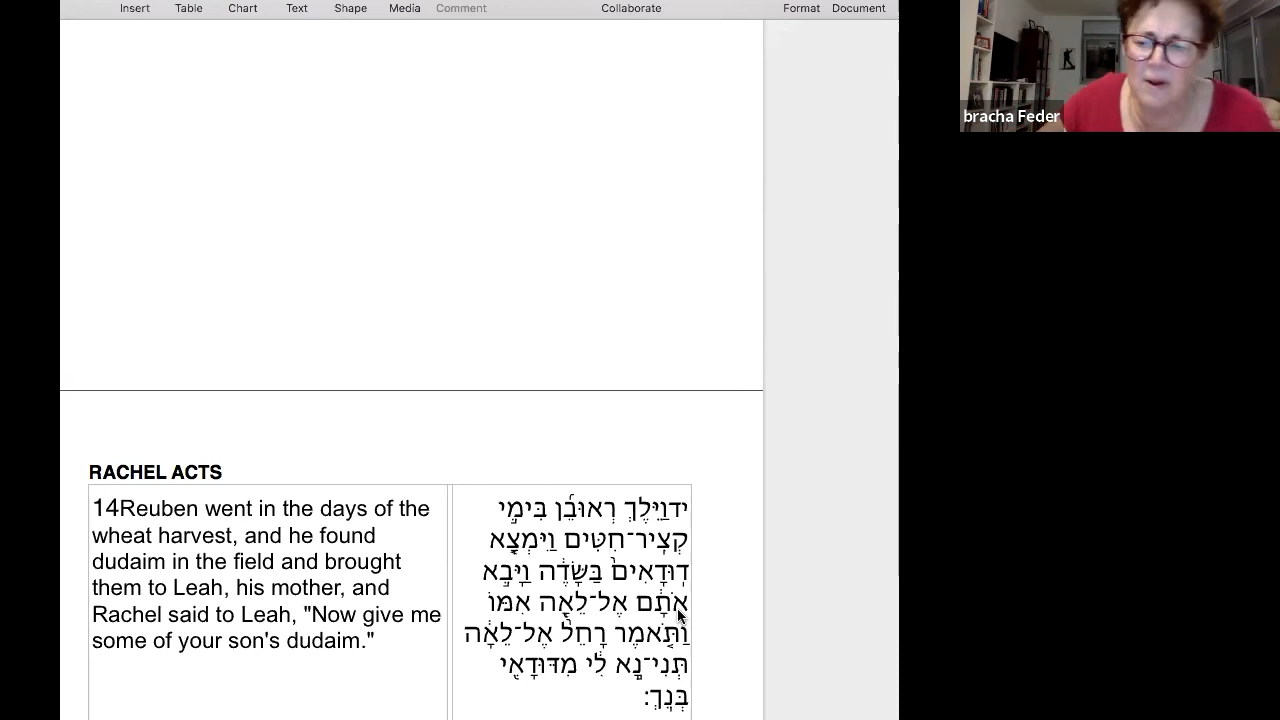 Insert Table Chart Text Shape Media Comment Collaborate Format Document
bracha Feder
RACHEL ACTS
14Reuben went in the days of the
wheat harvest, and he found
dudaim in the field and brought
them to Leah, his mother, and
Rachel said to Leah, "Now give me
some of your son's dudaim."
ידוַיֵּ֨לֶךְ רְאוּבֵ֜ן בִּימֵ֣י
קְצִֽיר־חִטִּ֗ים וַיִּמְצָ֤א
דֽוּדָאִים֙ בַּשָּׂדֶ֔ה וַיָּבֵ֣א
אֹתָ֔ם אֶל־לֵאָ֖ה אִמּ֑וֹ
וַתֹּ֤אמֶר רָחֵל֙ אֶל־לֵאָ֔ה
תְּנִי־נָ֣א לִ֔י מִדּוּדָאֵ֖י
בְּנֵֽךְ׃